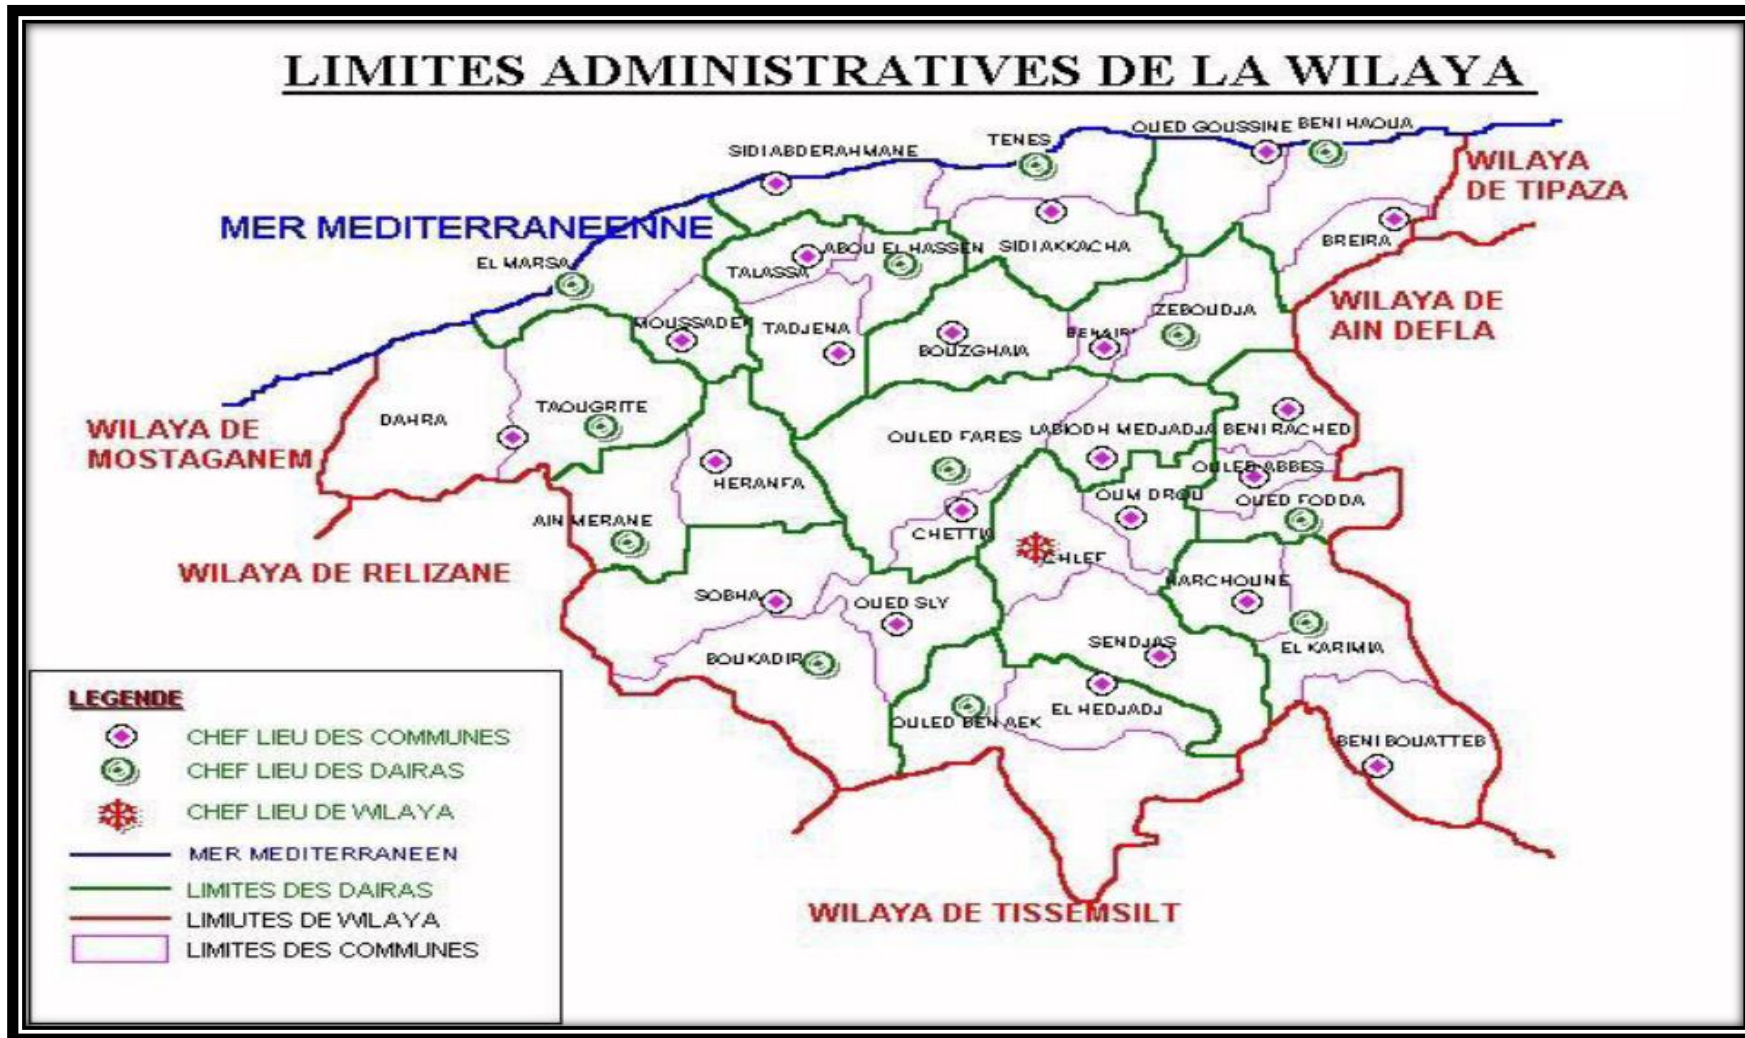 LIMITES ADMINISTRATIVES DE LA WILAYA
OUED GOUSSINE
BENI HAOUA
TENES
SIDI ABDERAHMANE
WILAYA
DE TIPAZA
MER MEDITERRANEENNE
BREIRA
ABOU EL HASSEN
SIDI AKKACHA
EL MARSA
TALASSA
WILAYA DE
AIN DEFLA
ZEBOUDJA
MOUSSADEK
TADJENA
BOUZGHAIA
TAOUGRITE
DAHRA
WILAYA DE
MOSTAGANEM
OULED FARES
LABIODH MEDJADJA
BENI RACHED
OULED ABBES
HERANFA
OUM DROU
OUED FODDA
AIN MERANE
CHETTIA
CHLEF
WILAYA DE RELIZANE
HARCHOUNE
SOBHA
OUED SLY
SENDJAS
EL KARIMIA
BOUKADIR
EL HEDJADJ
OULED BEN AEK
BENI BOUATTEB
WILAYA DE TISSEMSILT
LEGENDE
CHEF LIEU DES COMMUNES
CHEF LIEU DES DAIRAS
CHEF LIEU DE WILAYA
MER MEDITERRANEEN
LIMITES DES DAIRAS
LIMIUTES DE WILAYA
LIMITES DES COMMUNES